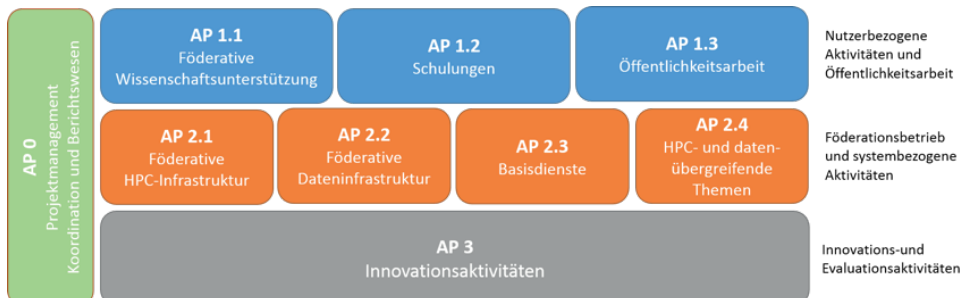 AP 0
Projektmanagement
Koordination und Berichtswesen
AP 1.1
Föderative
Wissenschaftsunterstützung
AP 1.2
Schulungen
AP 1.3
Öffentlichkeitsarbeit
Nutzerbezogene
Aktivitäten und
Öffentlichkeitsarbeit
AP 2.1
Föderative
HPC-Infrastruktur
AP 2.2
Föderative
Dateninfrastruktur
AP 2.3
Basisdienste
AP 2.4
HPC- und daten-
übergreifende
Themen
Föderationsbetrieb
und systembezogene
Aktivitäten
AP 3
Innovationsaktivitäten
Innovations-und
Evaluationsaktivitäten